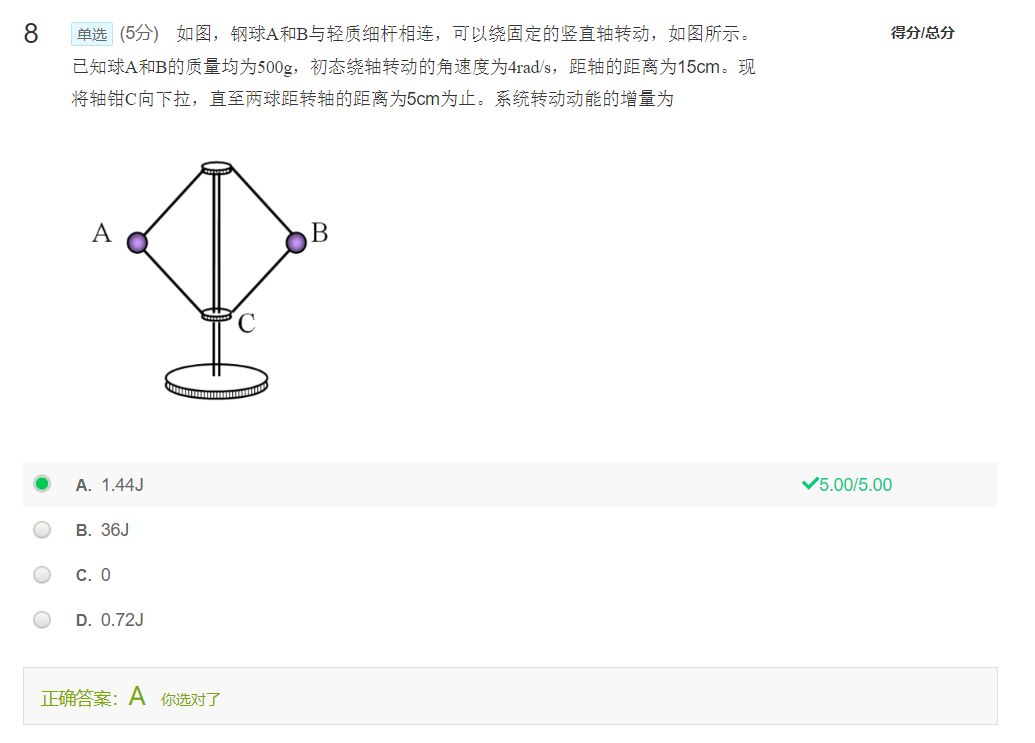 8 单选 (5分) 如图，钢球A和B与轻质细杆相连，可以绕固定的竖直轴转动，如图所示。 得分/总分
已知球A和B的质量均为500g，初态绕轴转动的角速度为4rad/s，距轴的距离为15cm。现
将轴钳C向下拉，直至两球距转轴的距离为5cm为止。系统转动动能的增量为
A B
C
A. 1.44J 5.00/5.00
B. 36J
C. 0
D. 0.72J
正确答案：A 你选对了